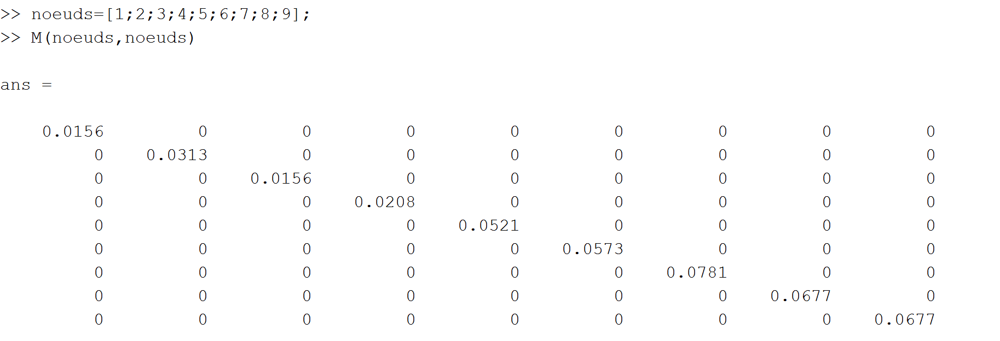 >> noeuds=[1;2;3;4;5;6;7;8;9];
>> M(noeuds,noeuds)
ans =
0.0156 0 0 0 0 0 0 0 0
0 0.0313 0 0 0 0 0 0 0
0 0 0.0156 0 0 0 0 0 0
0 0 0 0.0208 0 0 0 0 0
0 0 0 0 0.0521 0 0 0 0
0 0 0 0 0 0.0573 0 0 0
0 0 0 0 0 0 0.0781 0 0
0 0 0 0 0 0 0 0.0677 0
0 0 0 0 0 0 0 0 0.0677